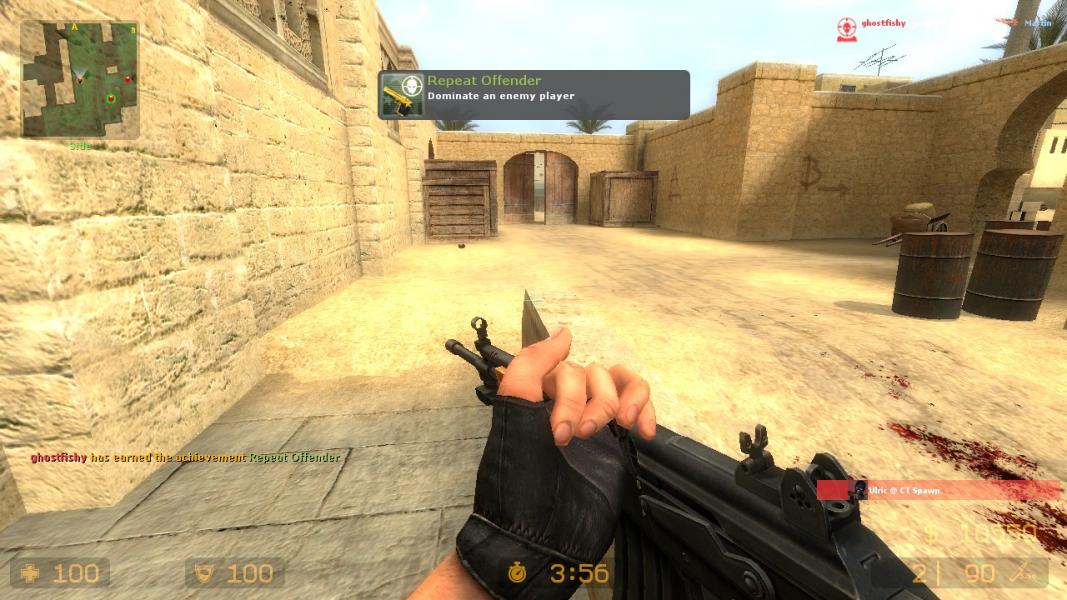 A
B
ghostfishy Martin
Repeat Offender
Dominate an enemy player
Side
A
B
ghostfishy has earned the achievement Repeat Offender
Ulric @ CT Spawn
100
100
3:56
2| 90